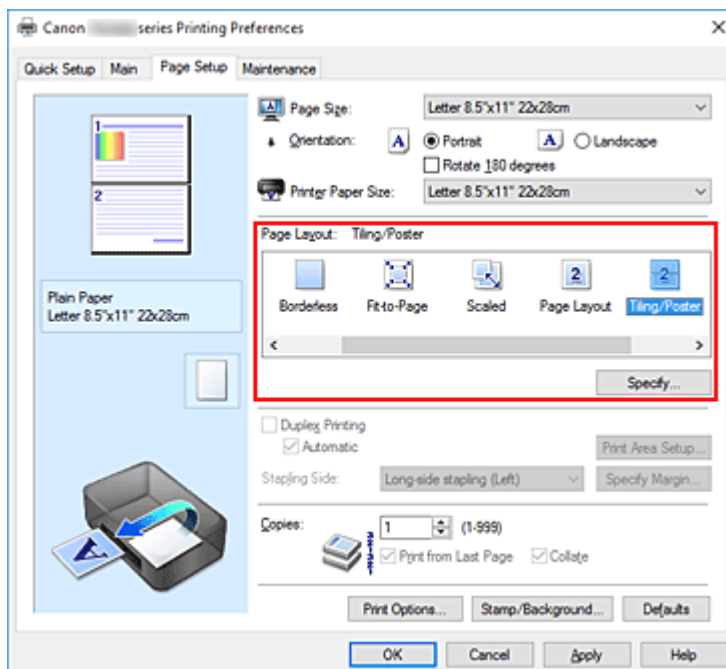 Canon series Printing Preferences
Quick Setup Main Page Setup Maintenance
1
2
Plain Paper
Letter 8.5"x11" 22x28cm
A
Page Size: Letter 8.5"x11" 22x28cm
Orientation: A Portrait A Landscape
Rotate 180 degrees
Printer Paper Size: Letter 8.5"x11" 22x28cm
Page Layout: Tiling/Poster
2 2
Borderless Fit-to-Page Scaled Page Layout Tiling/Poster
Specify...
Duplex Printing
Automatic Print Area Setup...
Stapling Side: Long-side stapling (Left) Specify Margin...
Copies: 1 (1-999)
Print from Last Page Collate
Print Options... Stamp/Background... Defaults
OK Cancel Apply Help